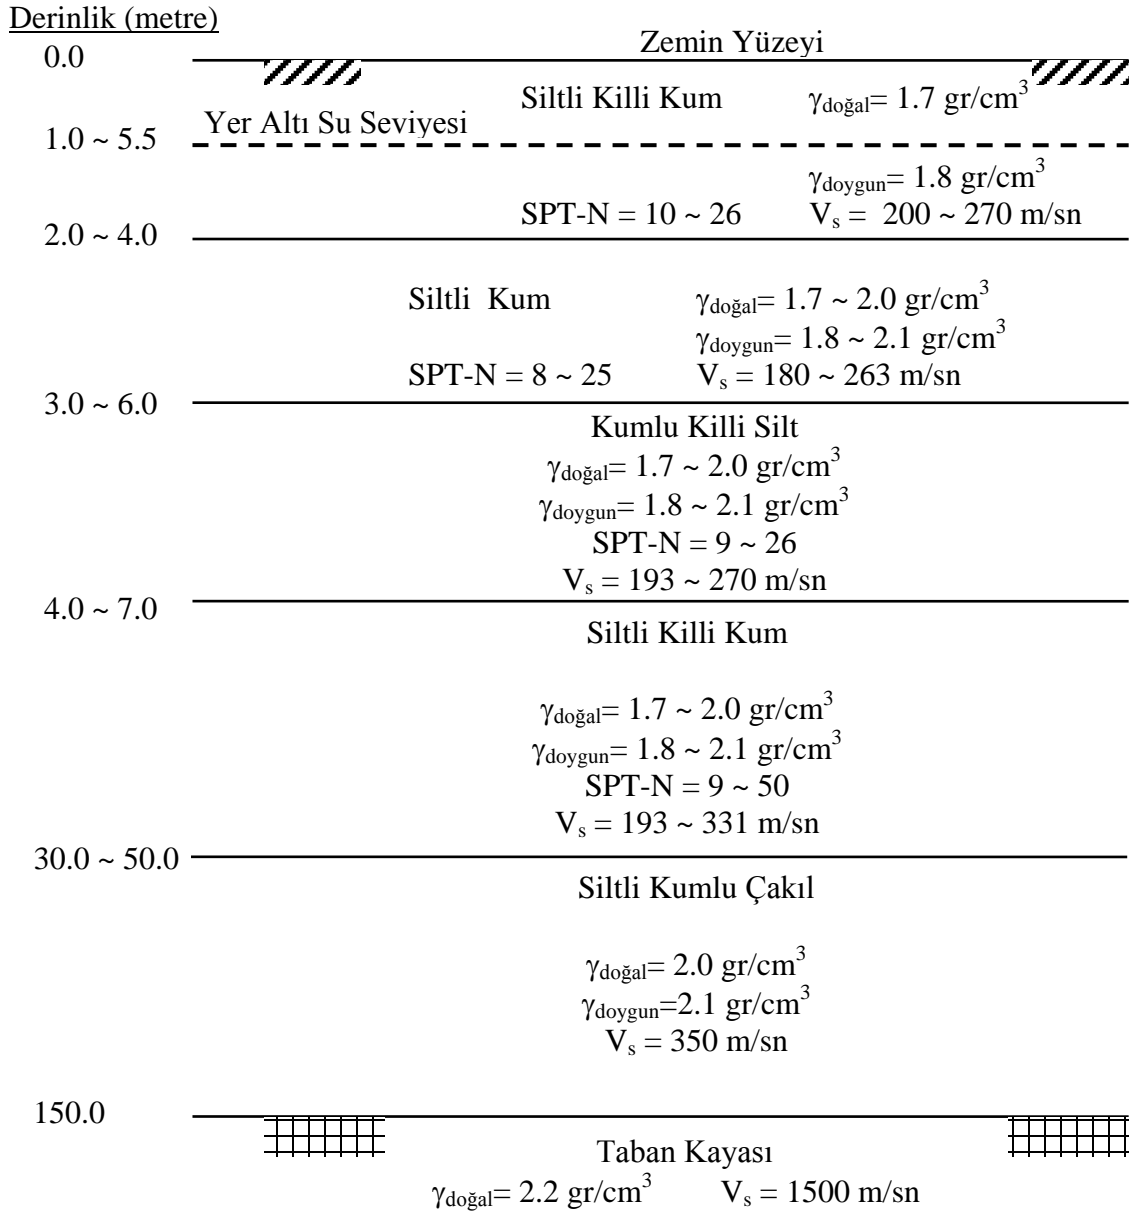 Derinlik (metre)
0.0 Zemin Yüzeyi
Siltli Killi Kum γdoğal= 1.7 gr/cm³
Yer Altı Su Seviyesi
1.0 ~ 5.5
γdoygun= 1.8 gr/cm³
SPT-N = 10 ~ 26 Vs = 200 ~ 270 m/sn
2.0 ~ 4.0
Siltli Kum γdoğal= 1.7 ~ 2.0 gr/cm³
γdoygun= 1.8 ~ 2.1 gr/cm³
SPT-N = 8 ~ 25 Vs = 180 ~ 263 m/sn
3.0 ~ 6.0
Kumlu Killi Silt
γdoğal= 1.7 ~ 2.0 gr/cm³
γdoygun= 1.8 ~ 2.1 gr/cm³
SPT-N = 9 ~ 26
Vs = 193 ~ 270 m/sn
4.0 ~ 7.0
Siltli Killi Kum
γdoğal= 1.7 ~ 2.0 gr/cm³
γdoygun= 1.8 ~ 2.1 gr/cm³
SPT-N = 9 ~ 50
Vs = 193 ~ 331 m/sn
30.0 ~ 50.0
Siltli Kumlu Çakıl
γdoğal= 2.0 gr/cm³
γdoygun=2.1 gr/cm³
Vs = 350 m/sn
150.0
Taban Kayası
γdoğal= 2.2 gr/cm³ Vs = 1500 m/sn